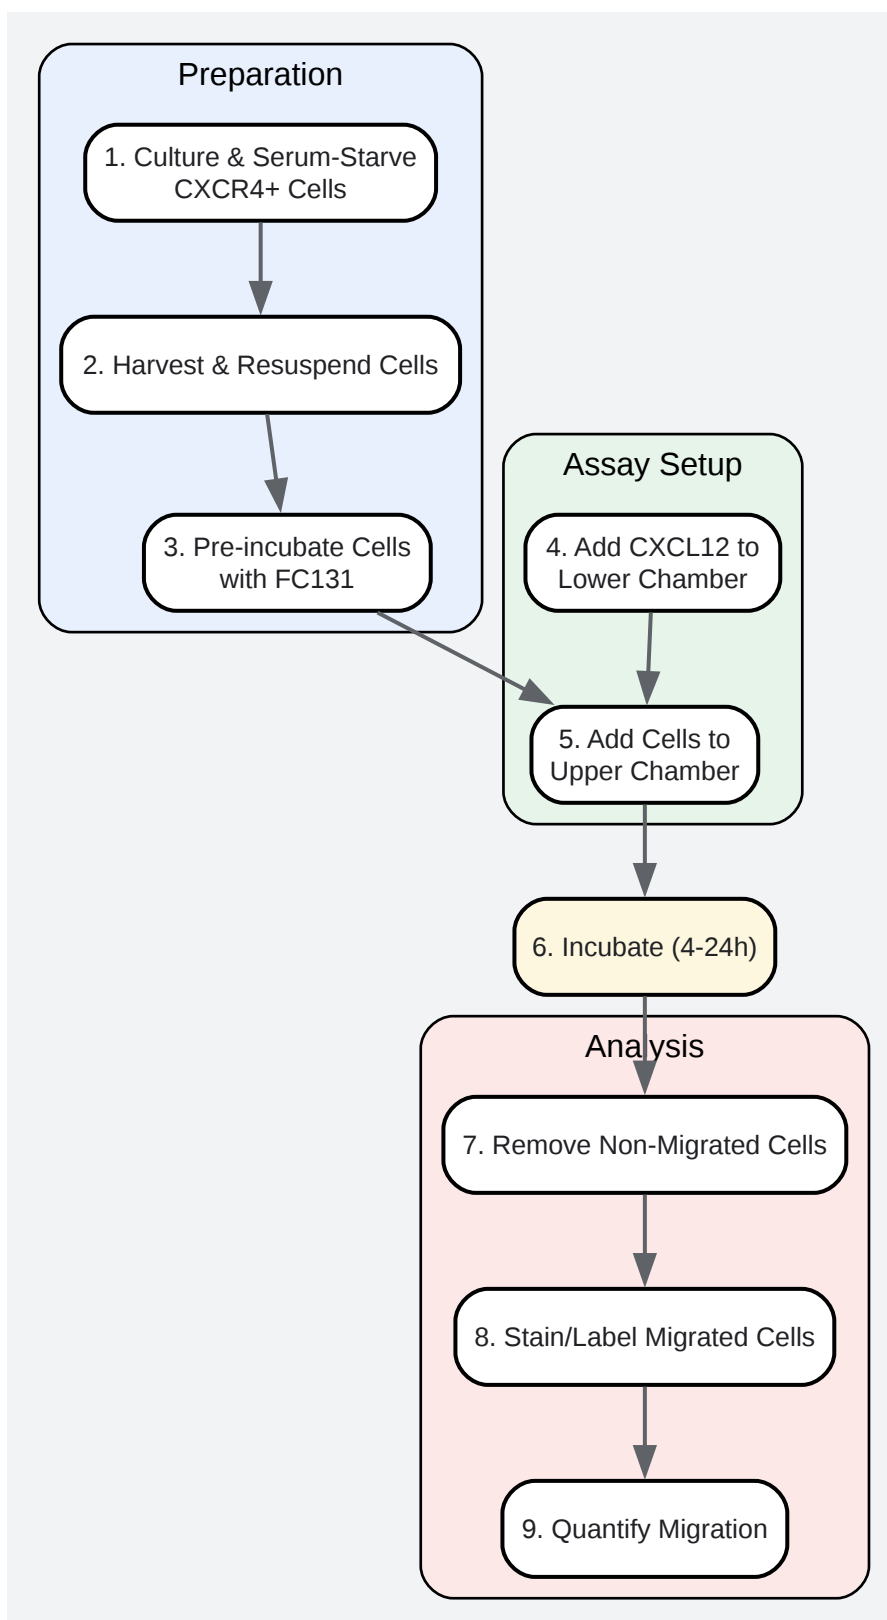 Preparation
1. Culture & Serum-Starve
CXCR4+ Cells
2. Harvest & Resuspend Cells
3. Pre-incubate Cells
with FC131
Assay Setup
4. Add CXCL12 to
Lower Chamber
5. Add Cells to
Upper Chamber
6. Incubate (4-24h)
Analysis
7. Remove Non-Migrated Cells
8. Stain/Label Migrated Cells
9. Quantify Migration